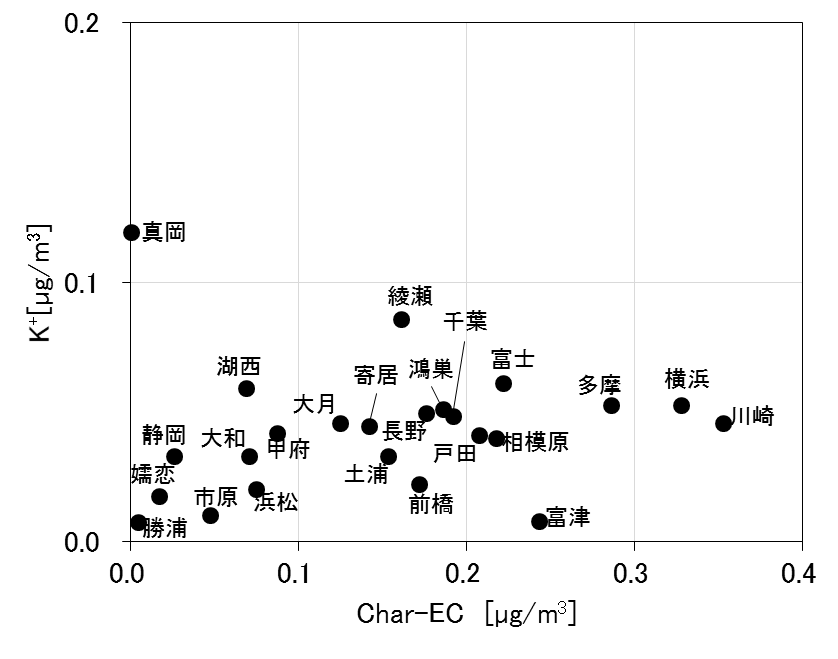 0.2
真岡
0.1
綾瀬
千葉
富士
鴻巣
寄居
湖西
横浜
多摩
大月
川崎
長野
静岡
大和
甲府
相模原
戸田
土浦
嬬恋
市原
浜松
前橋
富津
勝浦
0.0
0.0
0.1
0.2
0.3
0.4
K⁺[μg/m³]
Char-EC [μg/m³]